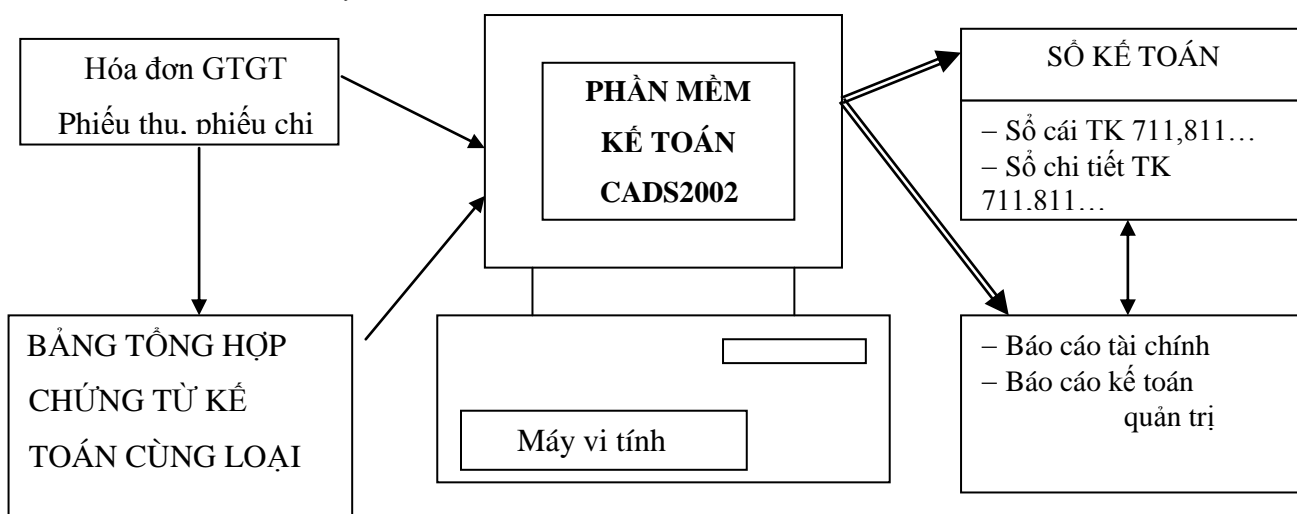 Hóa đơn GTGT
Phiếu thu, phiếu chi
BẢNG TỔNG HỢP
CHỨNG TỪ KẾ
TOÁN CÙNG LOẠI
PHẦN MỀM
KẾ TOÁN
CADS2002
Máy vi tính
SỔ KẾ TOÁN
– Sổ cái TK 711,811…
– Sổ chi tiết TK
711,811…
– Báo cáo tài chính
– Báo cáo kế toán
quản trị